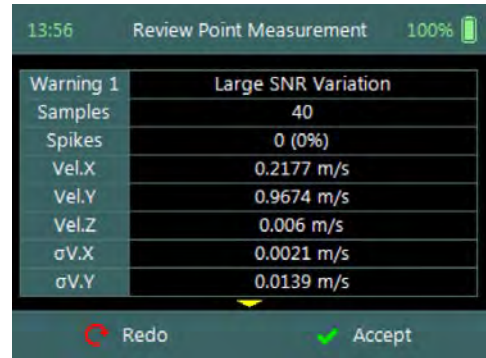 13:56 Review Point Measurement 100%
Warning 1 Large SNR Variation
Samples 40
Spikes 0 (0%)
Vel.X 0.2177 m/s
Vel.Y 0.9674 m/s
Vel.Z 0.006 m/s
σV.X 0.0021 m/s
σV.Y 0.0139 m/s
Redo Accept